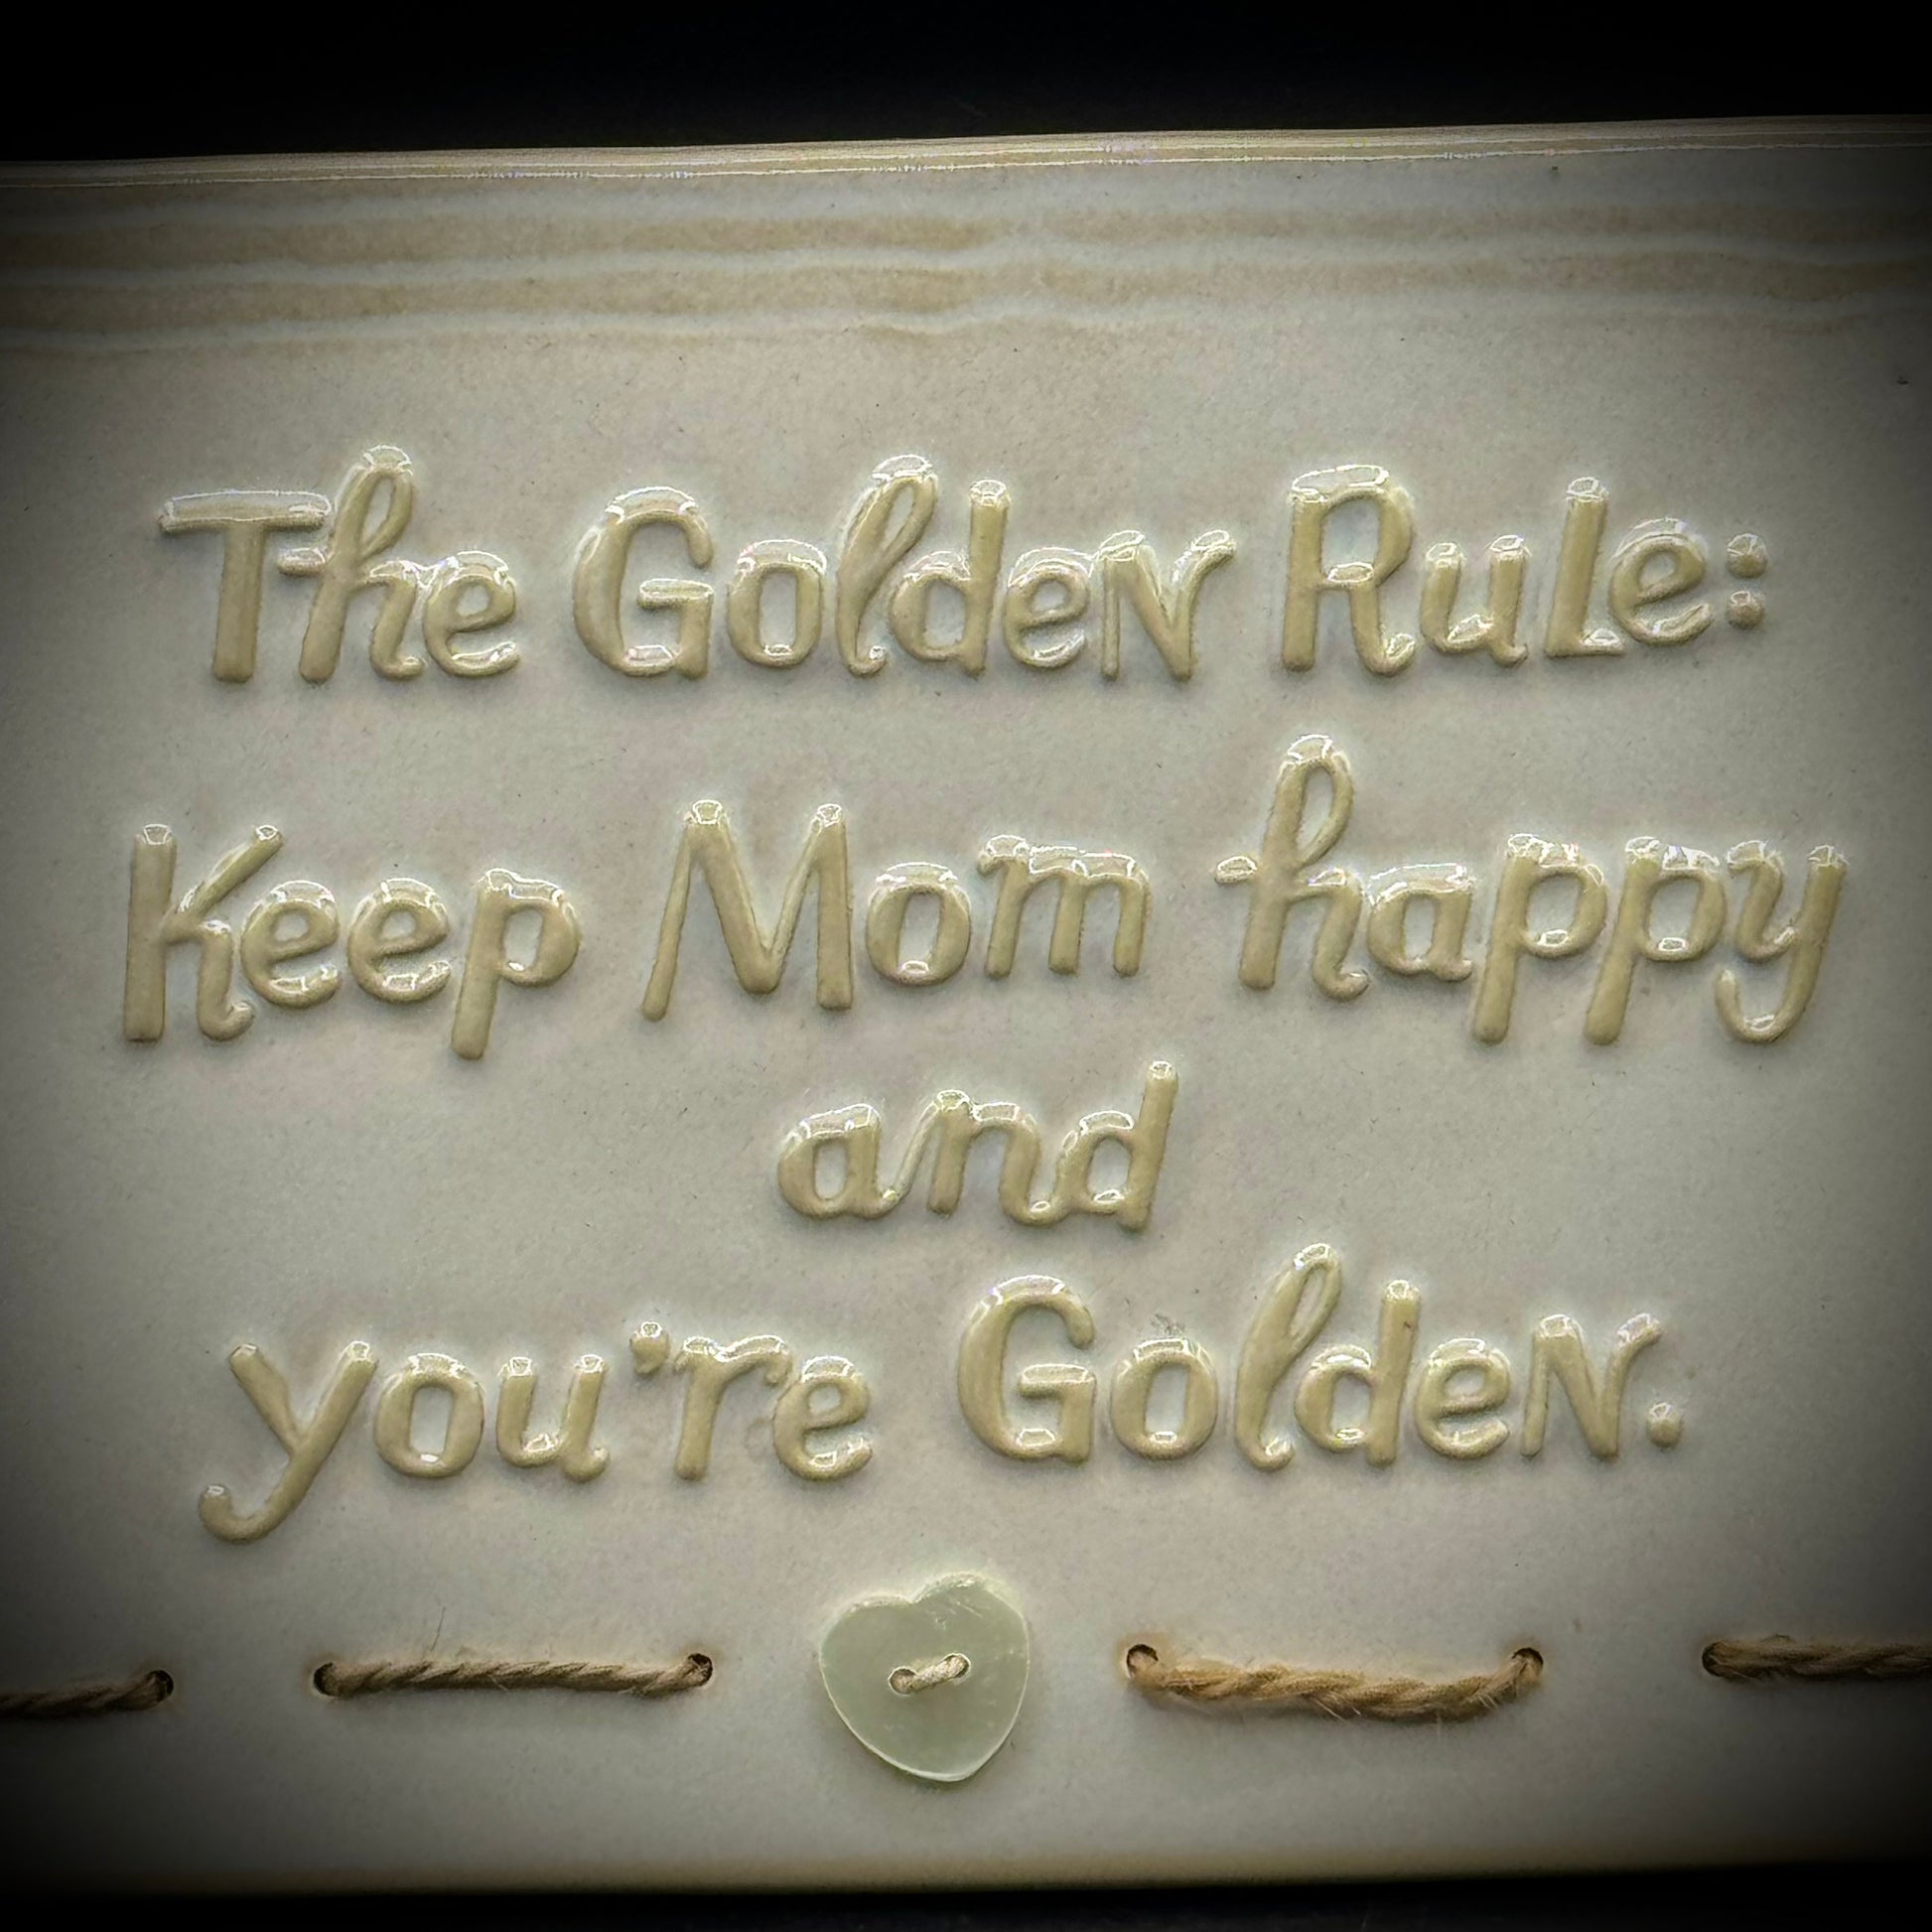 The Golden Rule:
Keep Mom happy
and
you're Golden.